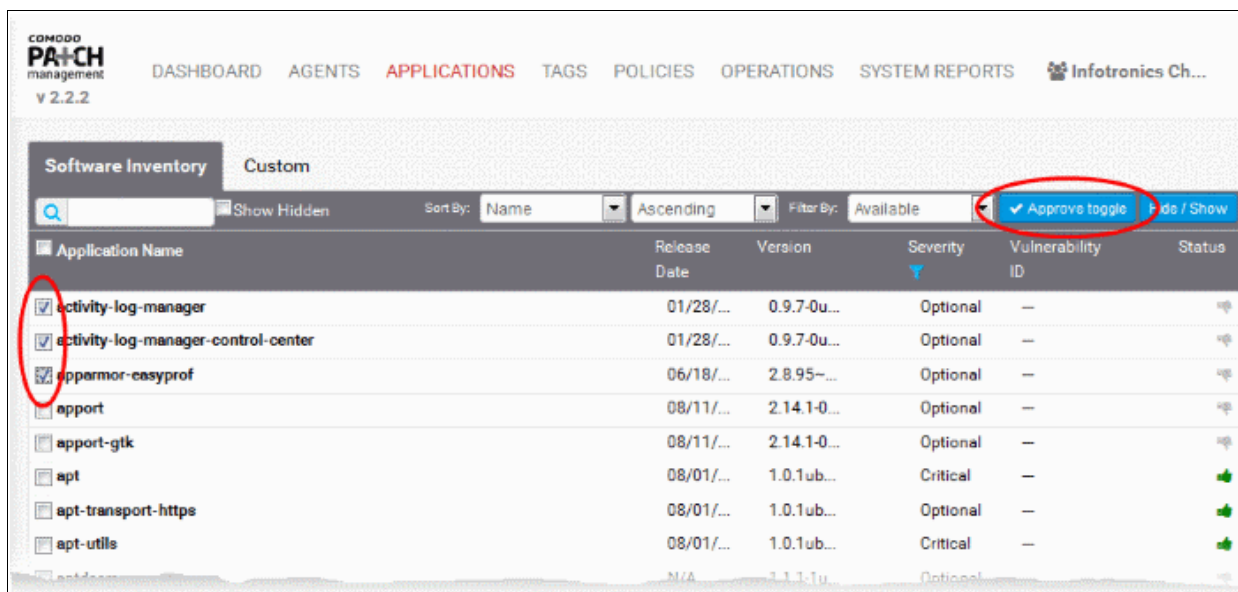 COMODO
PATCH
management
v 2.2.2
DASHBOARD AGENTS APPLICATIONS TAGS POLICIES OPERATIONS SYSTEM REPORTS Infotronics Ch...
Software Inventory Custom
Show Hidden Sort By: Name Ascending Filter By: Available ✔ Approve toggle Hide / Show
Application Name Release Date Version Severity Vulnerability ID Status
activity-log-manager 01/28/... 0.9.7-0u... Optional —
activity-log-manager-control-center 01/28/... 0.9.7-0u... Optional —
apparmor-easyprof 06/18/... 2.8.95~... Optional —
apport 08/11/... 2.14.1-0... Optional —
apport-gtk 08/11/... 2.14.1-0... Optional —
apt 08/01/... 1.0.1ub... Critical —
apt-transport-https 08/01/... 1.0.1ub... Optional —
apt-utils 08/01/... 1.0.1ub... Critical —
N/A Optional